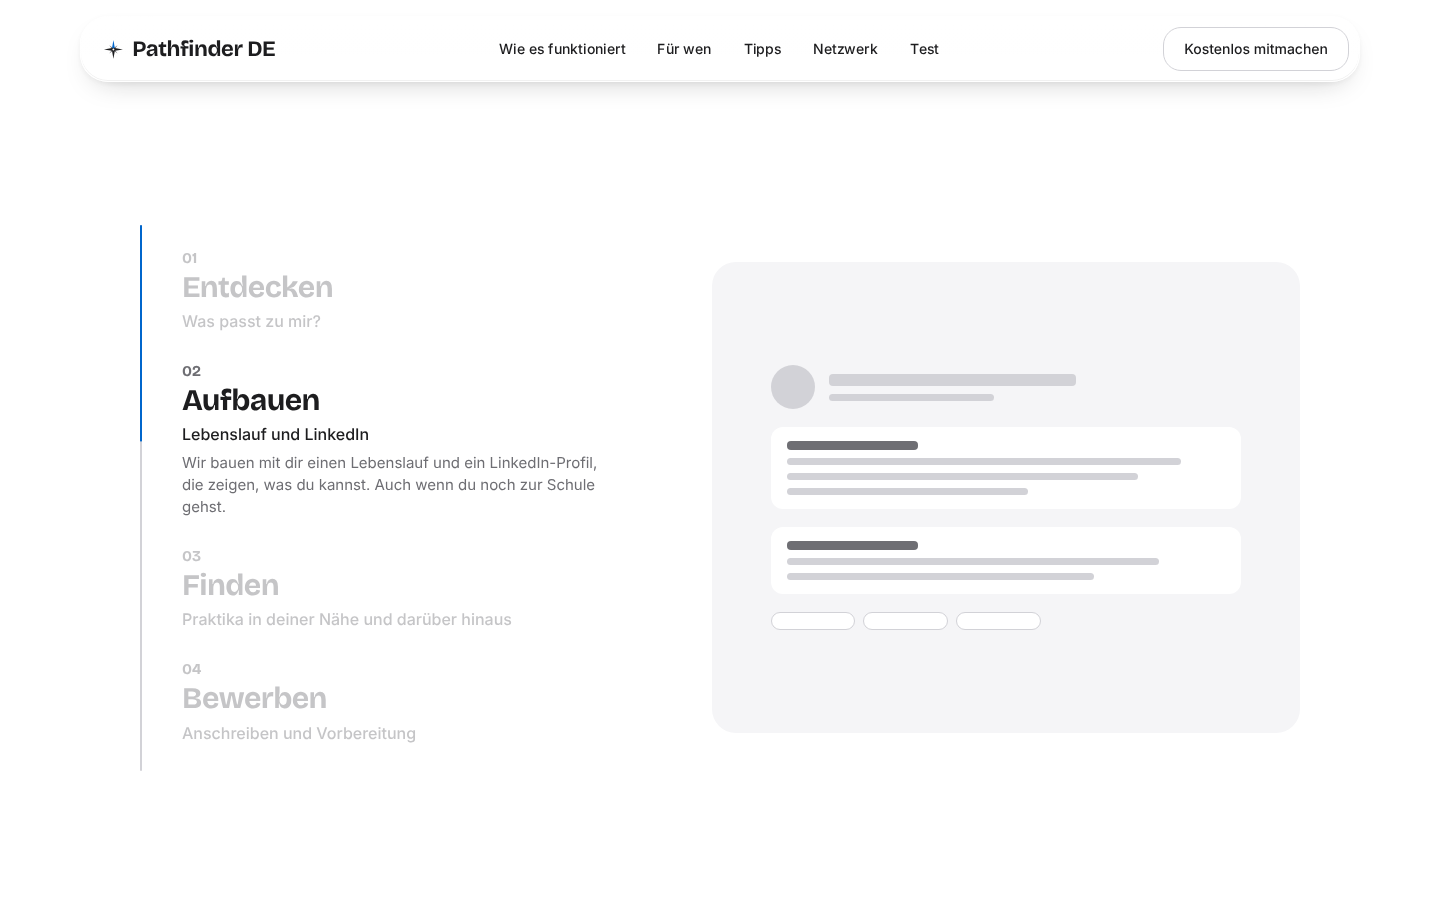 Pathfinder DE
Wie es funktioniert
Für wen
Tipps
Netzwerk
Test
Kostenlos mitmachen
01
Entdecken
Was passt zu mir?
02
Aufbauen
Lebenslauf und LinkedIn
Wir bauen mit dir einen Lebenslauf und ein LinkedIn-Profil,
die zeigen, was du kannst. Auch wenn du noch zur Schule
gehst.
03
Finden
Praktika in deiner Nähe und darüber hinaus
04
Bewerben
Anschreiben und Vorbereitung